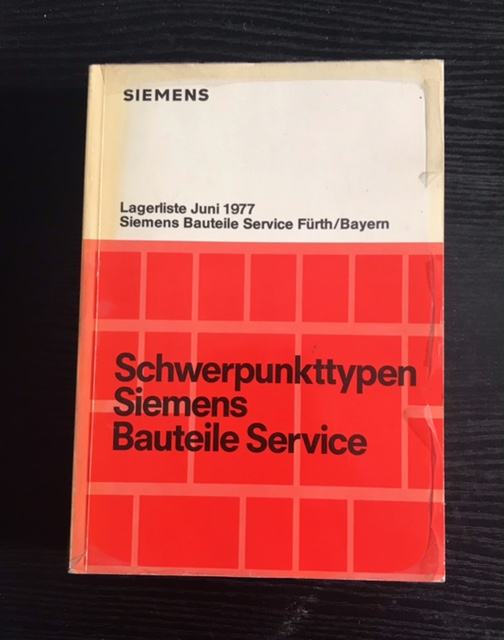 SIEMENS
Lagerliste Juni 1977
Siemens Bauteile Service Fürth/Bayern
Schwerpunkttypen
Siemens
Bauteile Service